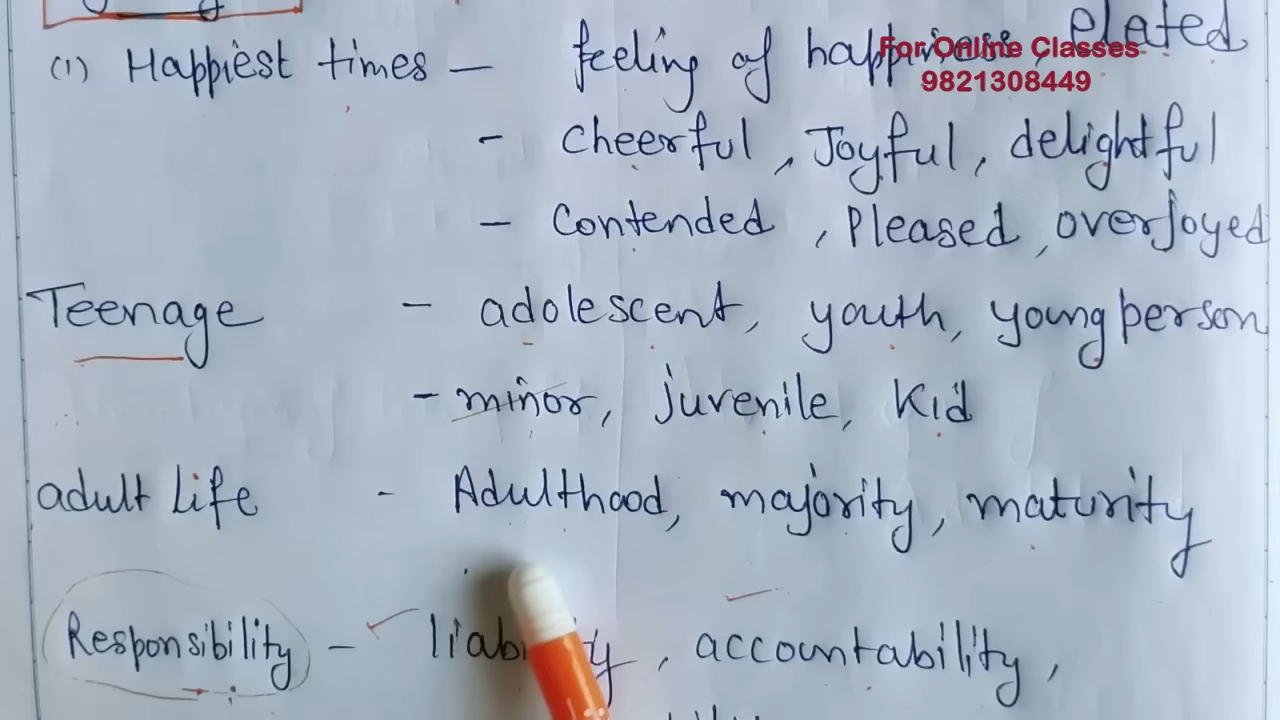 (1) Happiest times — feeling of happiness, elated
For Online Classes
9821308449
- Cheerful, Joyful, delightful
- Contended, Pleased, overjoyed
Teenage - adolescent, youth, young person
- minor, juvenile, Kid
adult Life - Adulthood, majority, maturity
Responsibility - liability, accountability,